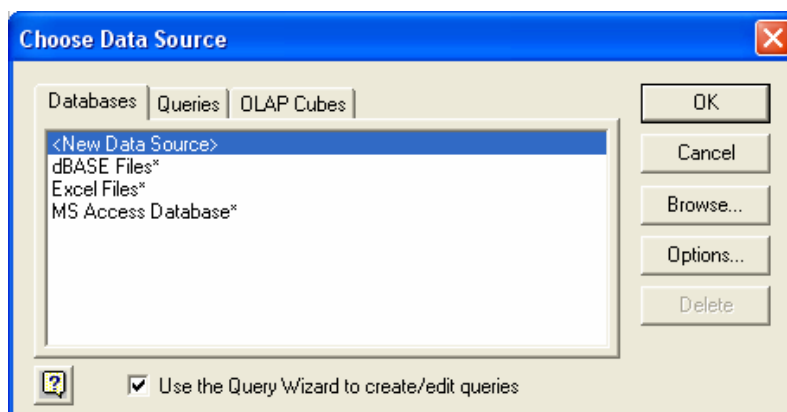 Choose Data Source
Databases Queries OLAP Cubes
<New Data Source>
dBASE Files*
Excel Files*
MS Access Database*
OK
Cancel
Browse...
Options...
Delete
Use the Query Wizard to create/edit queries